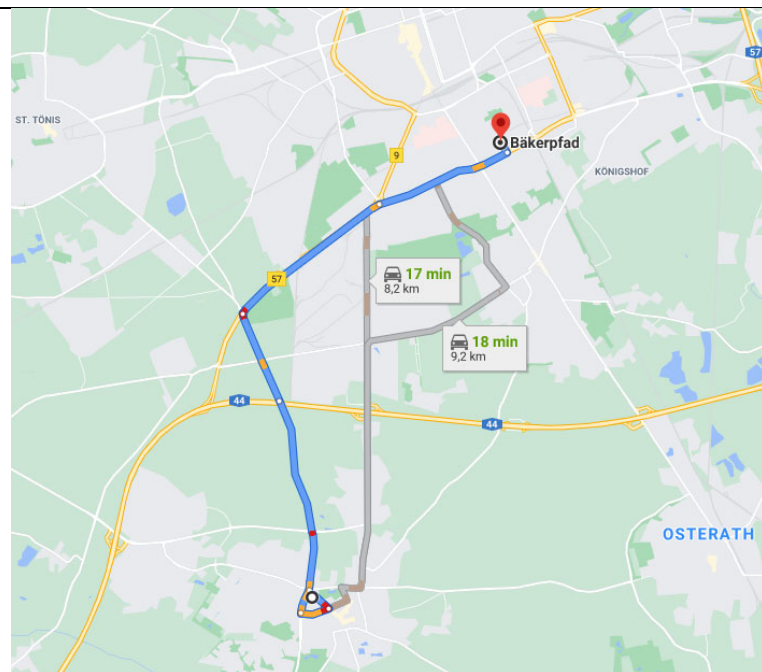 57
ST. TÖNIS
9
Bäkerpfad
KÖNIGSHOF
57
17 min
8,2 km
18 min
9,2 km
44
44
OSTERATH